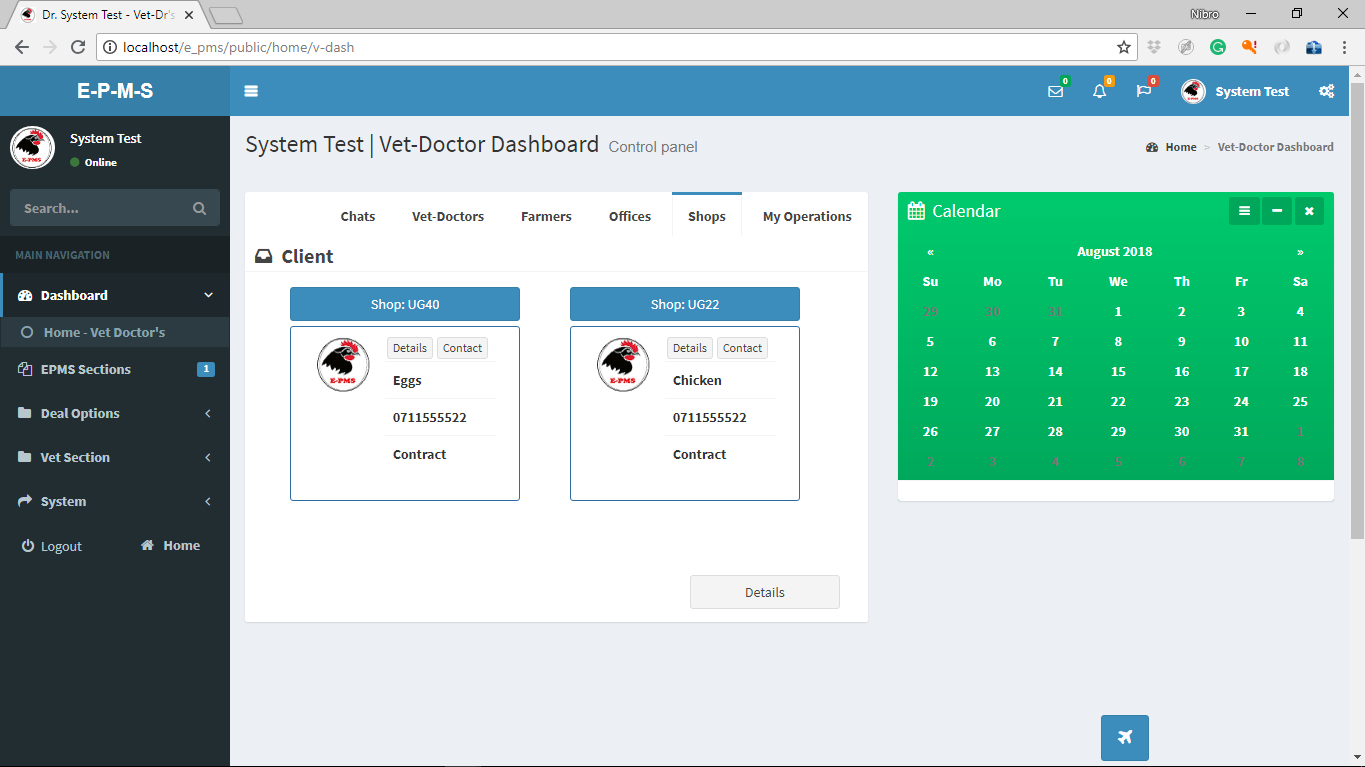 Dr. System Test - Vet-Dr's
Nibro
localhost/e_pms/public/home/v-dash
E-P-M-S
0
0
0
System Test
System Test
Online
System Test | Vet-Doctor Dashboard Control panel
Home > Vet-Doctor Dashboard
Search...
MAIN NAVIGATION
Dashboard
Home - Vet Doctor's
EPMS Sections 1
Deal Options
Vet Section
System
Logout Home
Chats Vet-Doctors Farmers Offices Shops My Operations
Client
Shop: UG40
E-PMS
Details Contact
Eggs
0711555522
Contract
Shop: UG22
E-PMS
Details Contact
Chicken
0711555522
Contract
Details
Calendar
« August 2018 »
Su Mo Tu We Th Fr Sa
29 30 31 1 2 3 4
5 6 7 8 9 10 11
12 13 14 15 16 17 18
19 20 21 22 23 24 25
26 27 28 29 30 31 1
2 3 4 5 6 7 8